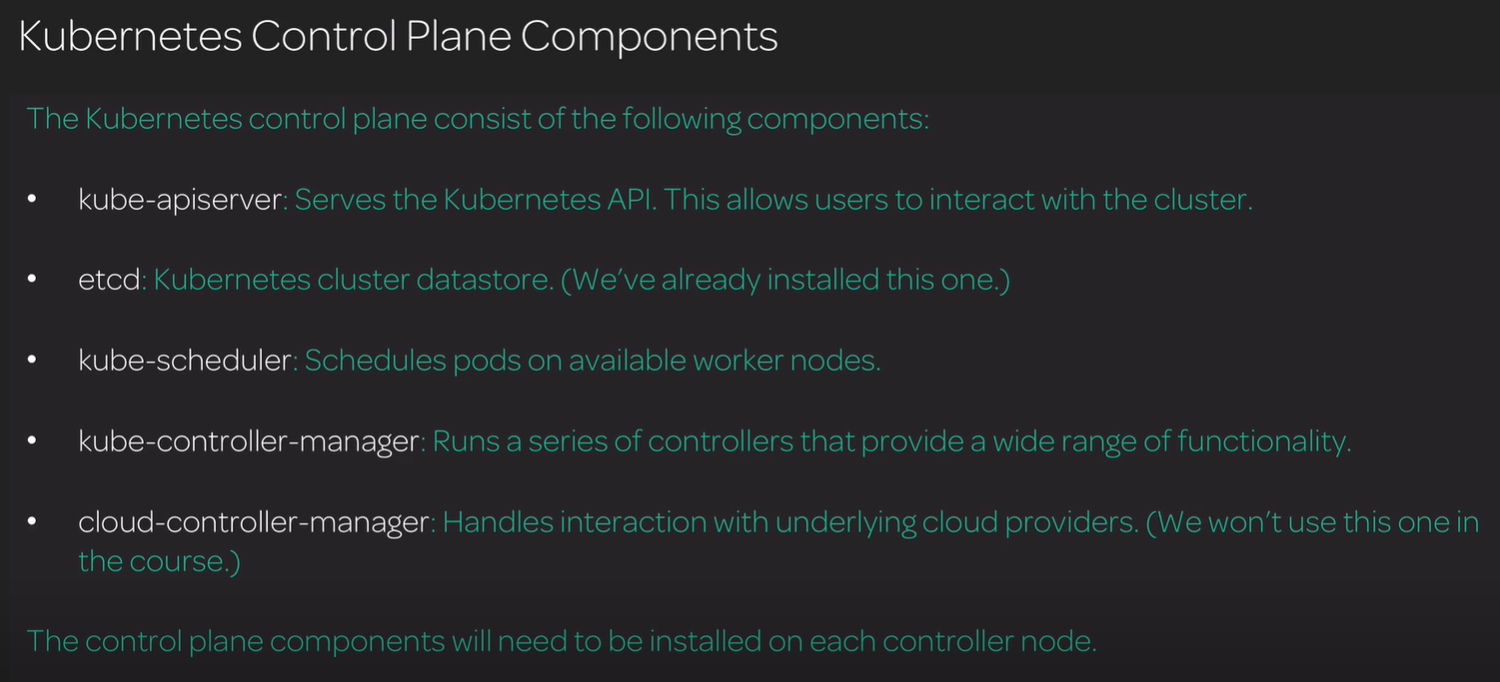 Kubernetes Control Plane Components
The Kubernetes control plane consist of the following components:
• kube-apiserver: Serves the Kubernetes API. This allows users to interact with the cluster.
• etcd: Kubernetes cluster datastore. (We’ve already installed this one.)
• kube-scheduler: Schedules pods on available worker nodes.
• kube-controller-manager: Runs a series of controllers that provide a wide range of functionality.
• cloud-controller-manager: Handles interaction with underlying cloud providers. (We won’t use this one in
the course.)
The control plane components will need to be installed on each controller node.